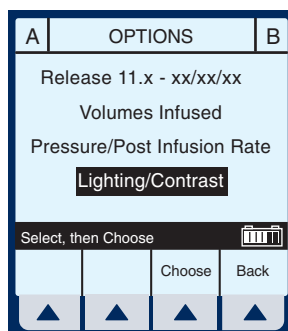 A OPTIONS B
Release 11.x - xx/xx/xx
Volumes Infused
Pressure/Post Infusion Rate
Lighting/Contrast
Select, then Choose
Choose Back